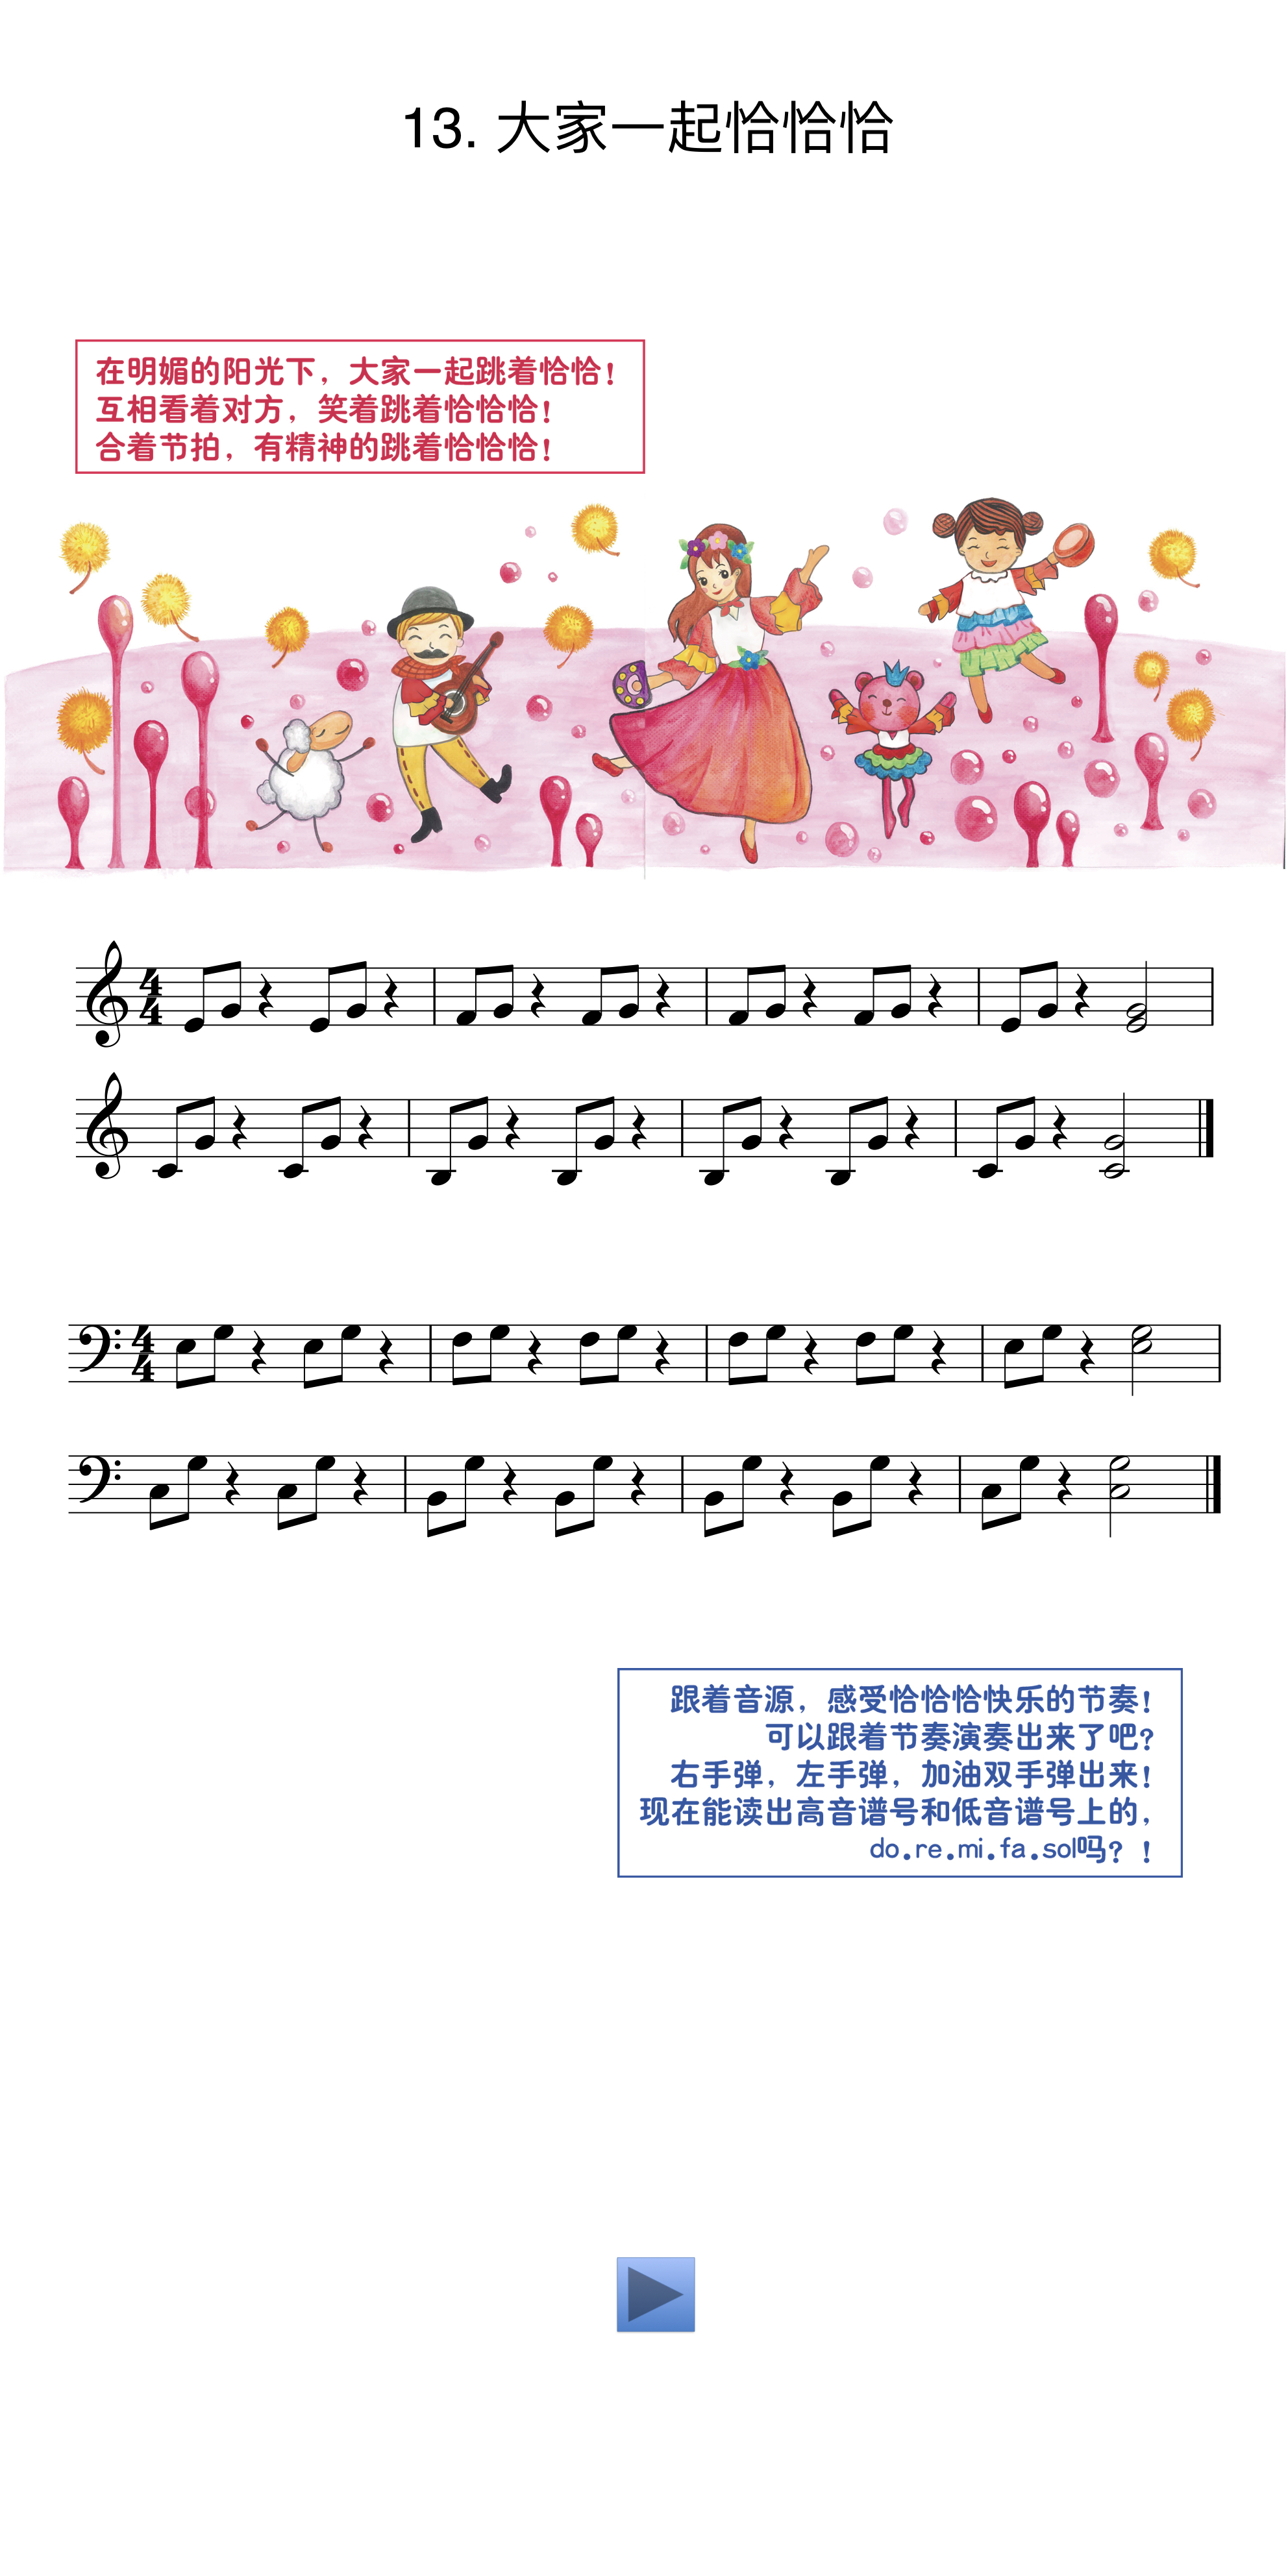 13. 大家一起恰恰恰
在明媚的阳光下，大家一起跳着恰恰！
互相看着对方，笑着跳着恰恰恰！
合着节拍，有精神的跳着恰恰恰！
4
4
4
4
跟着音源，感受恰恰恰快乐的节奏！
可以跟着节奏演奏出来了吧？
右手弹，左手弹，加油双手弹出来！
现在能读出高音谱号和低音谱号上的，
do.re.mi.fa.sol吗？！